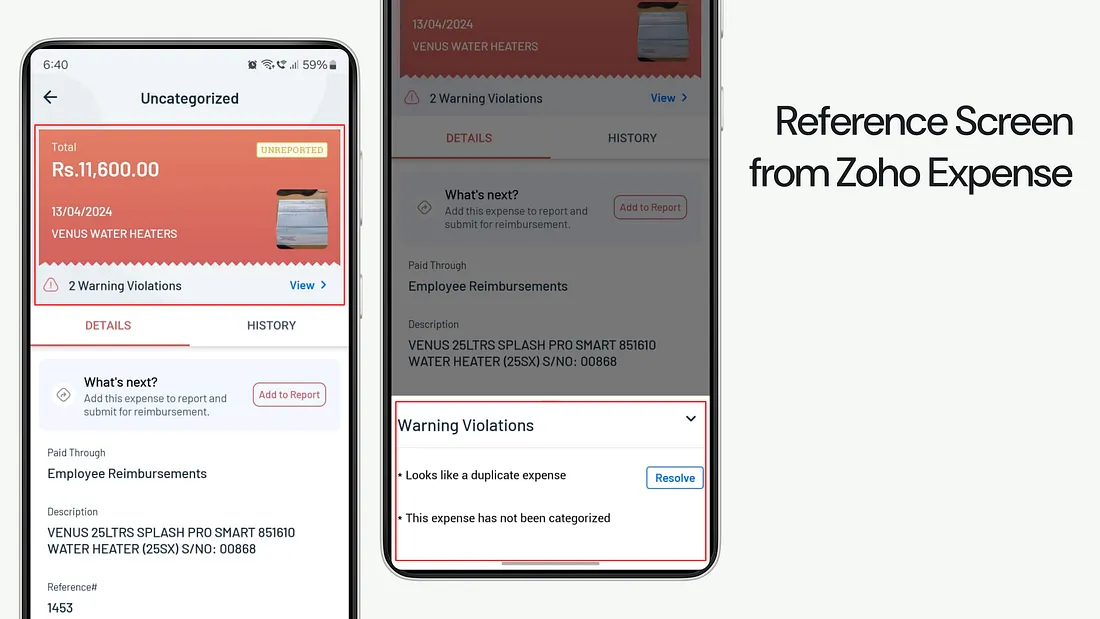 6:40
59%
Uncategorized
Total
UNREPORTED
Rs.11,600.00
13/04/2024
VENUS WATER HEATERS
2 Warning Violations
View
DETAILS
HISTORY
What's next?
Add this expense to report and
submit for reimbursement.
Add to Report
Paid Through
Employee Reimbursements
Description
VENUS 25LTRS SPLASH PRO SMART 851610
WATER HEATER (25SX) S/NO: 00868
Reference#
1453
13/04/2024
VENUS WATER HEATERS
2 Warning Violations
View
DETAILS
HISTORY
What's next?
Add this expense to report and
submit for reimbursement.
Add to Report
Paid Through
Employee Reimbursements
Description
VENUS 25LTRS SPLASH PRO SMART 851610
WATER HEATER (25SX) S/NO: 00868
Warning Violations
* Looks like a duplicate expense
Resolve
* This expense has not been categorized
Reference Screen
from Zoho Expense